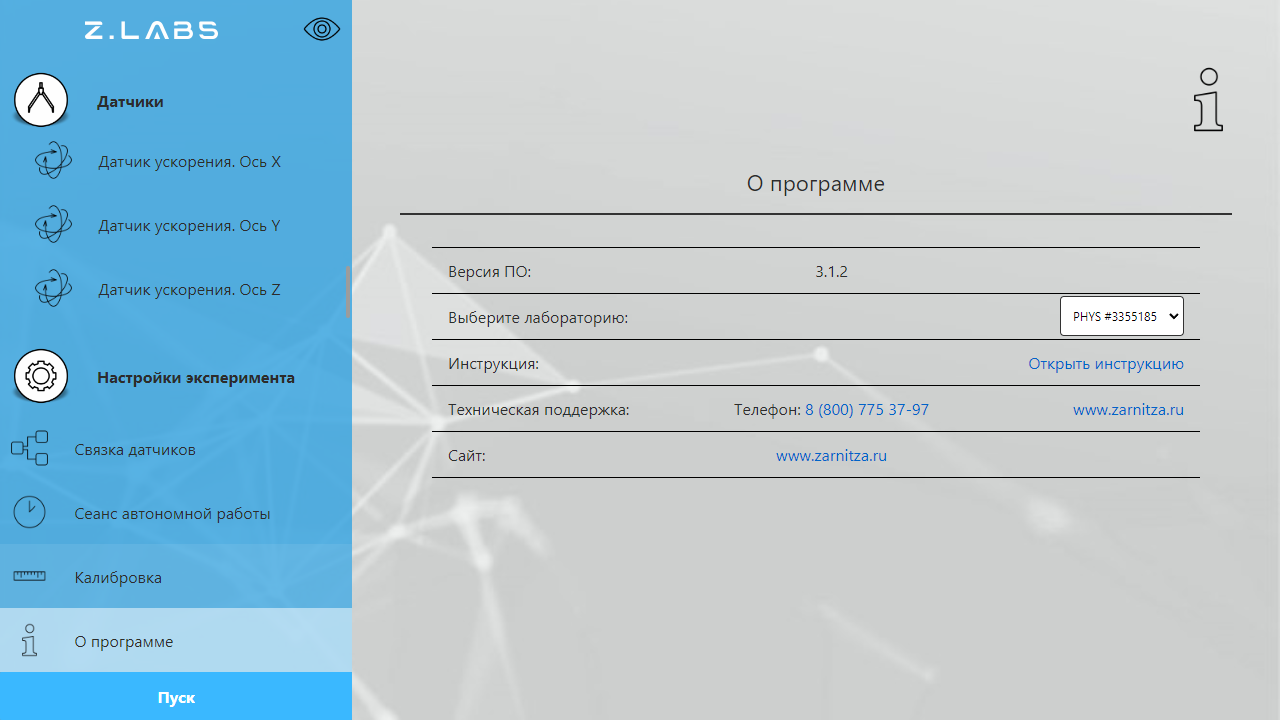 Z.LABS
Датчики
Датчик ускорения. Ось X
Датчик ускорения. Ось Y
Датчик ускорения. Ось Z
Настройки эксперимента
Связка датчиков
Сеанс автономной работы
Калибровка
О программе
Пуск
О программе
Версия ПО: 3.1.2
Выберите лабораторию: PHYS #3355185
Инструкция: Открыть инструкцию
Техническая поддержка: Телефон: 8 (800) 775 37-97 www.zarnitza.ru
Сайт: www.zarnitza.ru